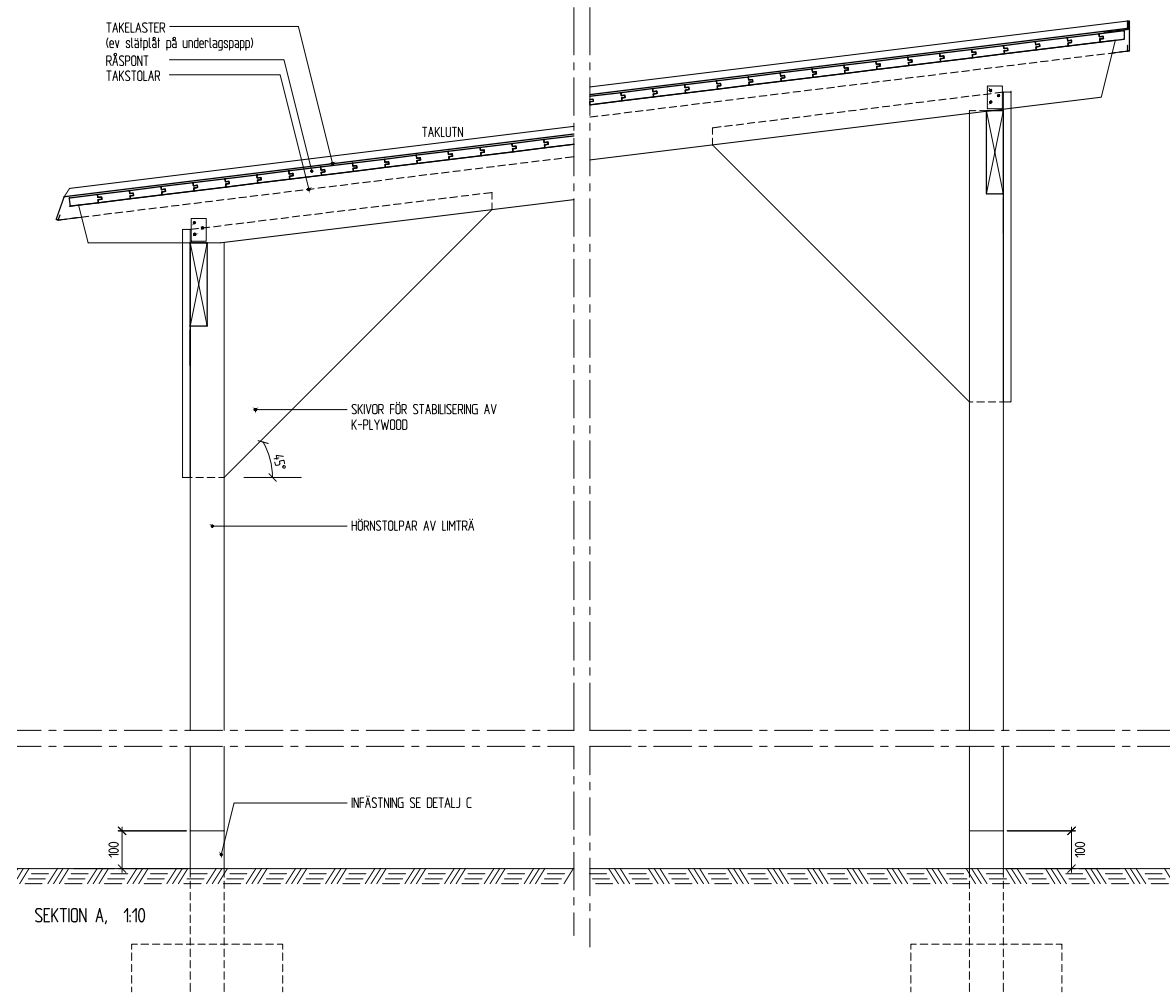 TAKELASTER
(ev slätplåt på underlagspapp)
RÅSPONT
TAKSTOLAR
TAKLUTN
SKIVOR FÖR STABILISERING AV
K-PLYWOOD
45°
HÖRNSTOLPAR AV LIMTRÄ
INFÄSTNING SE DETALJ C
100
100
SEKTION A, 1:10